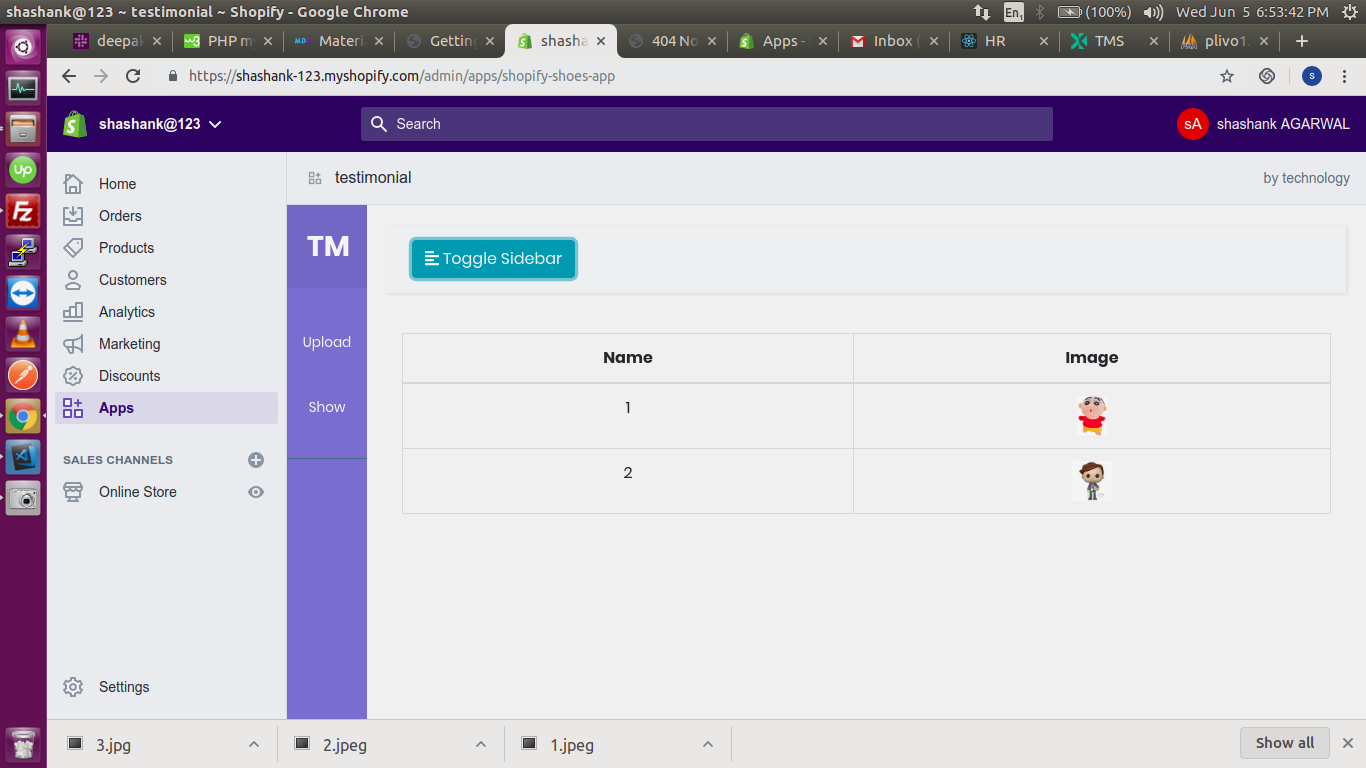 shashank@123 ~ testimonial ~ Shopify - Google Chrome
En1 (100%) Wed Jun 5 6:53:42 PM
deepak PHP m Materi Gettin shasha 404 No Apps - Inbox ( HR TMS plivo1.
https://shashank-123.myshopify.com/admin/apps/shopify-shoes-app
S
shashank@123
Search
sA shashank AGARWAL
up
Fz
Home
Orders
Products
Customers
Analytics
Marketing
Discounts
Apps
SALES CHANNELS
Online Store
Settings
testimonial
by technology
TM
Upload
Show
Toggle Sidebar
Name Image
1
2
3.jpg 2.jpeg 1.jpeg Show all